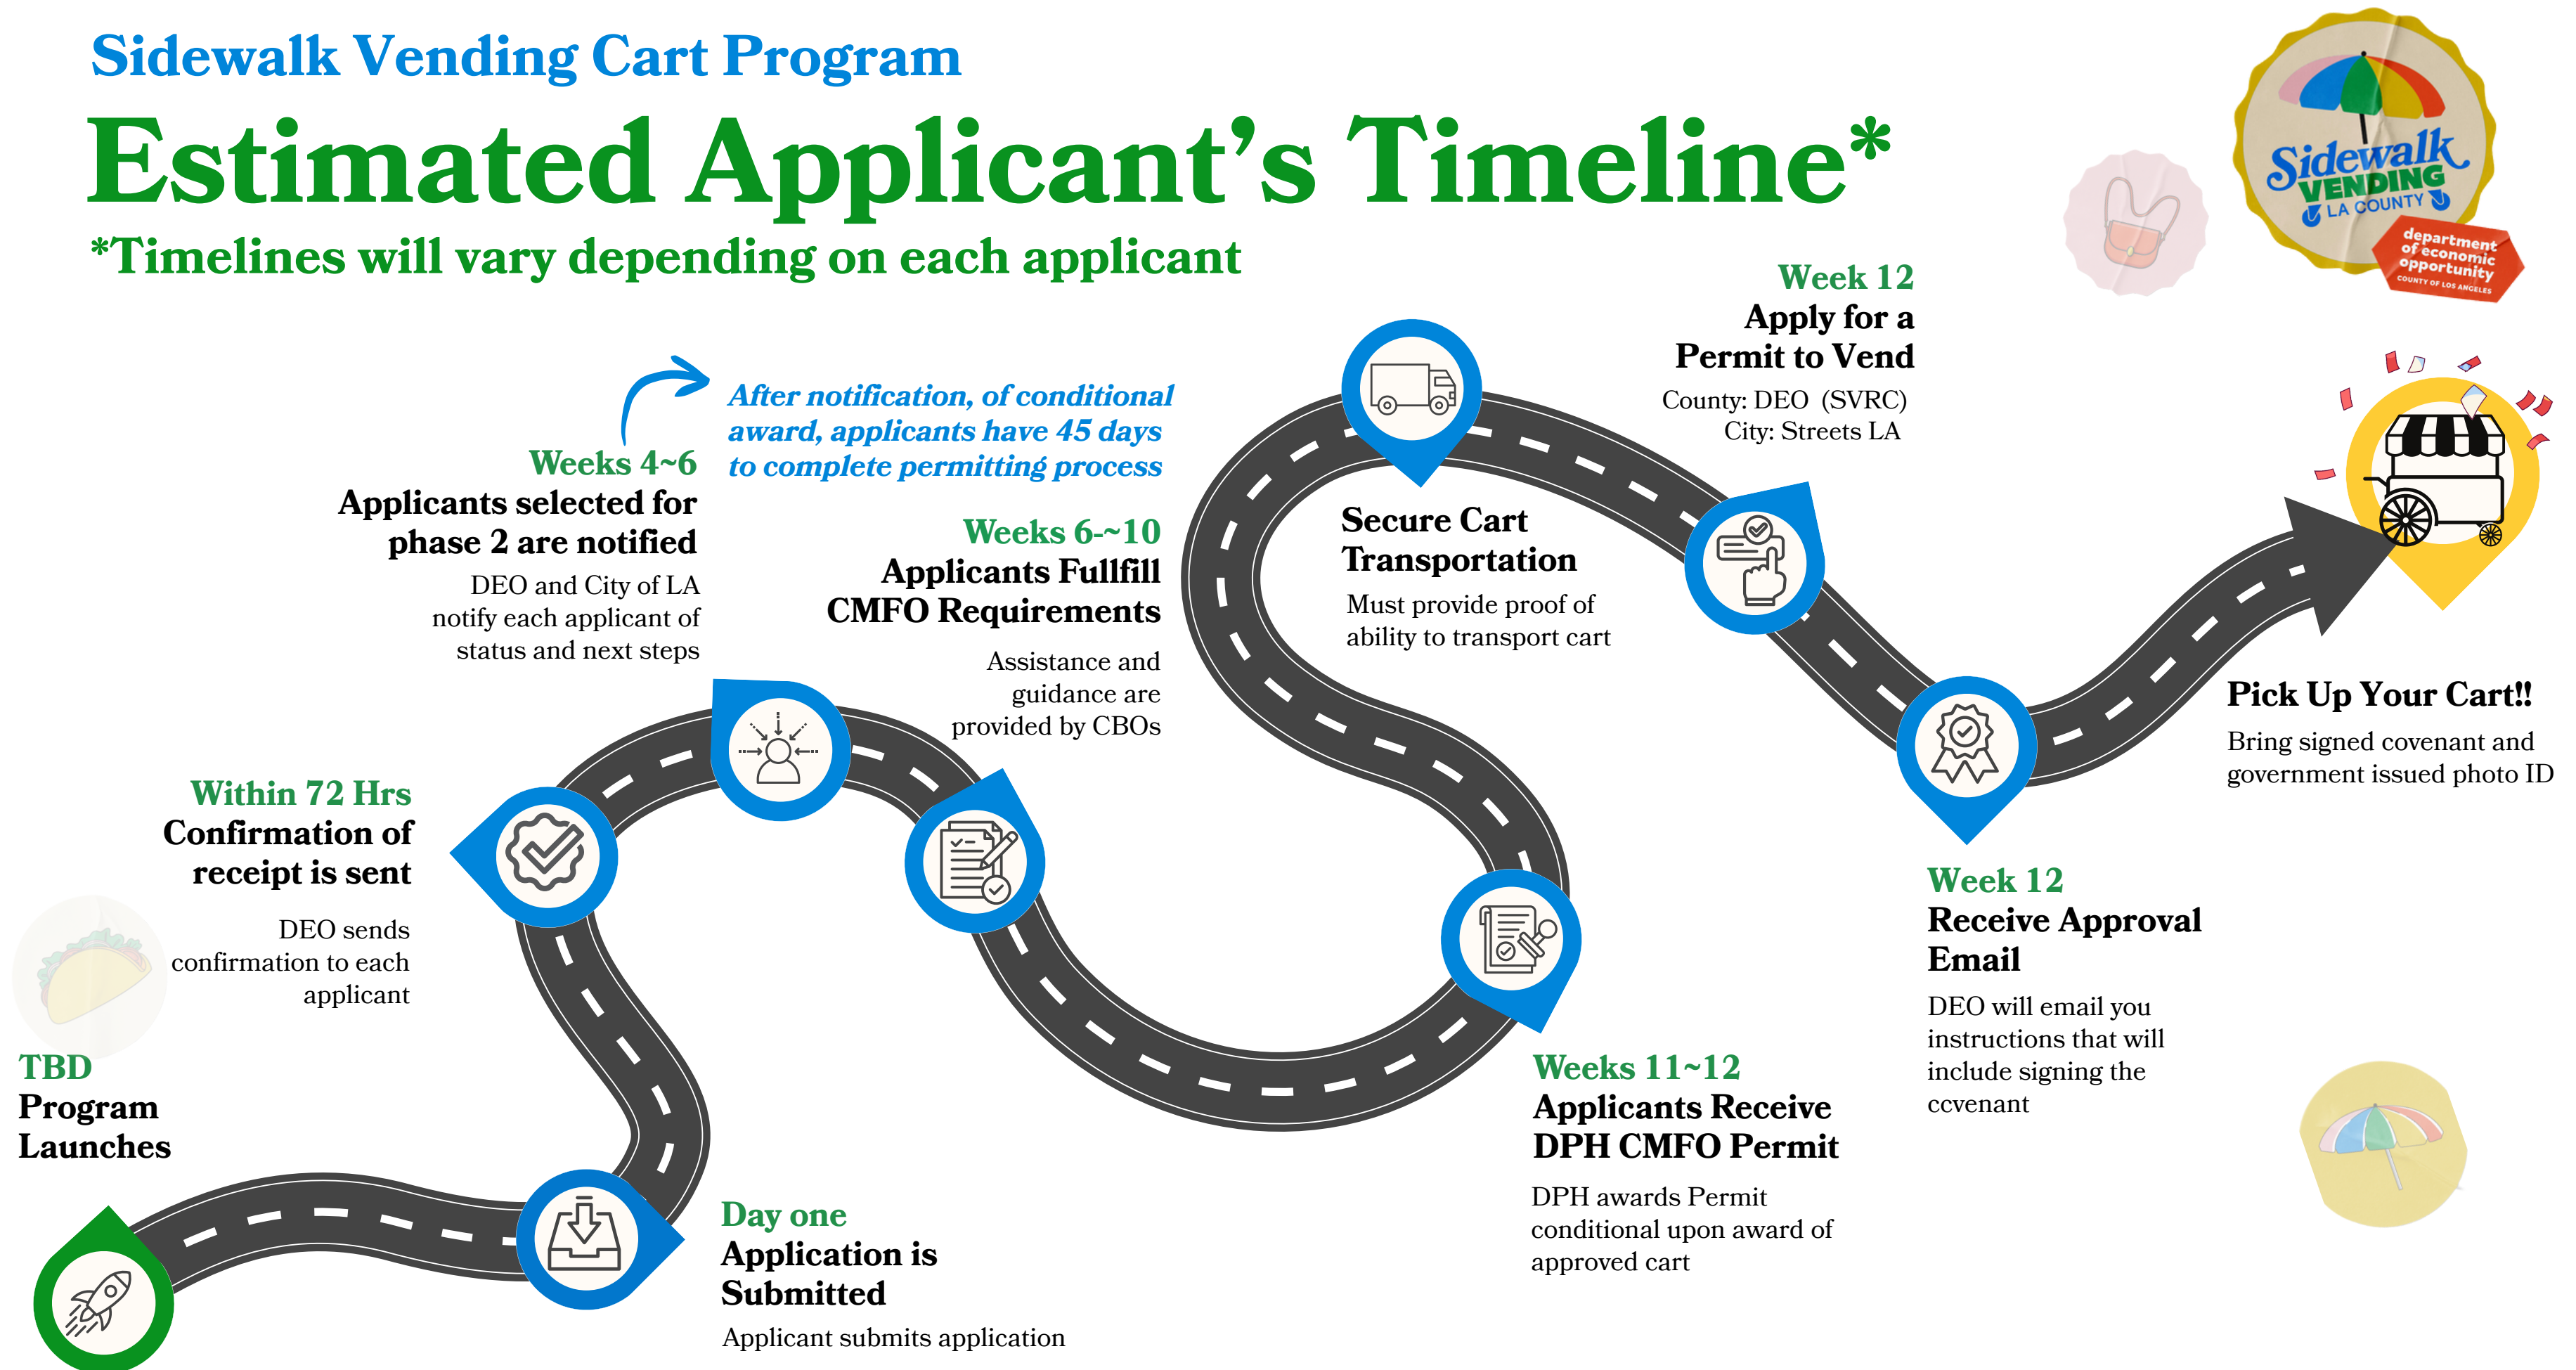 Sidewalk Vending Cart Program
Estimated Applicant's Timeline*
*Timelines will vary depending on each applicant
Sidewalk
VENDING
LA COUNTY
department
of economic
opportunity
COUNTY OF LOS ANGELES
TBD
Program
Launches
Day one
Application is
Submitted
Applicant submits application
Within 72 Hrs
Confirmation of
receipt is sent
DEO sends
confirmation to each
applicant
Weeks 4~6
Applicants selected for
phase 2 are notified
DEO and City of LA
notify each applicant of
status and next steps
After notification, of conditional
award, applicants have 45 days
to complete permitting process
Weeks 6-~10
Applicants Fullfill
CMFO Requirements
Assistance and
guidance are
provided by CBOs
Weeks 11~12
Applicants Receive
DPH CMFO Permit
DPH awards Permit
conditional upon award of
approved cart
Secure Cart
Transportation
Must provide proof of
ability to transport cart
Week 12
Apply for a
Permit to Vend
County: DEO (SVRC)
City: Streets LA
Week 12
Receive Approval
Email
DEO will email you
instructions that will
include signing the
ccvenant
Pick Up Your Cart!!
Bring signed covenant and
government issued photo ID